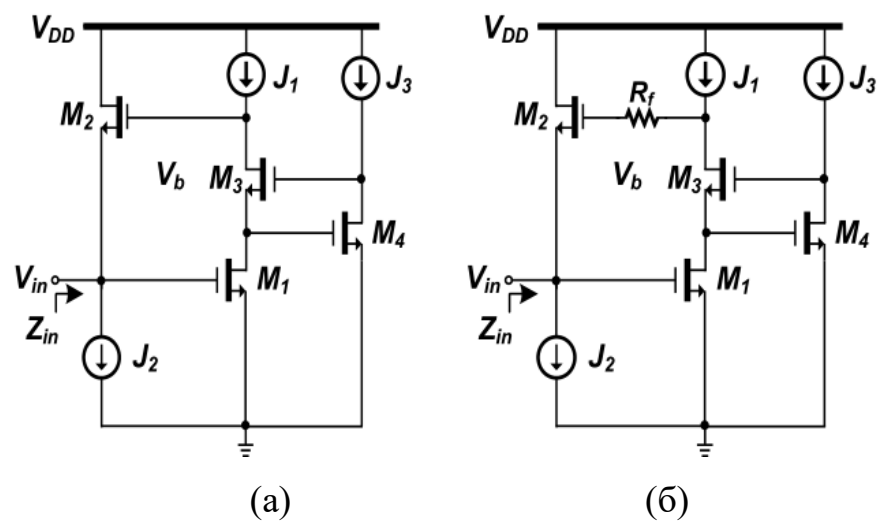 V_DD
J_1
J_3
M_2
V_b
M_3
M_4
V_in
M_1
Z_in
J_2
(а)
V_DD
J_1
J_3
R_f
M_2
V_b
M_3
M_4
V_in
M_1
Z_in
J_2
(б)